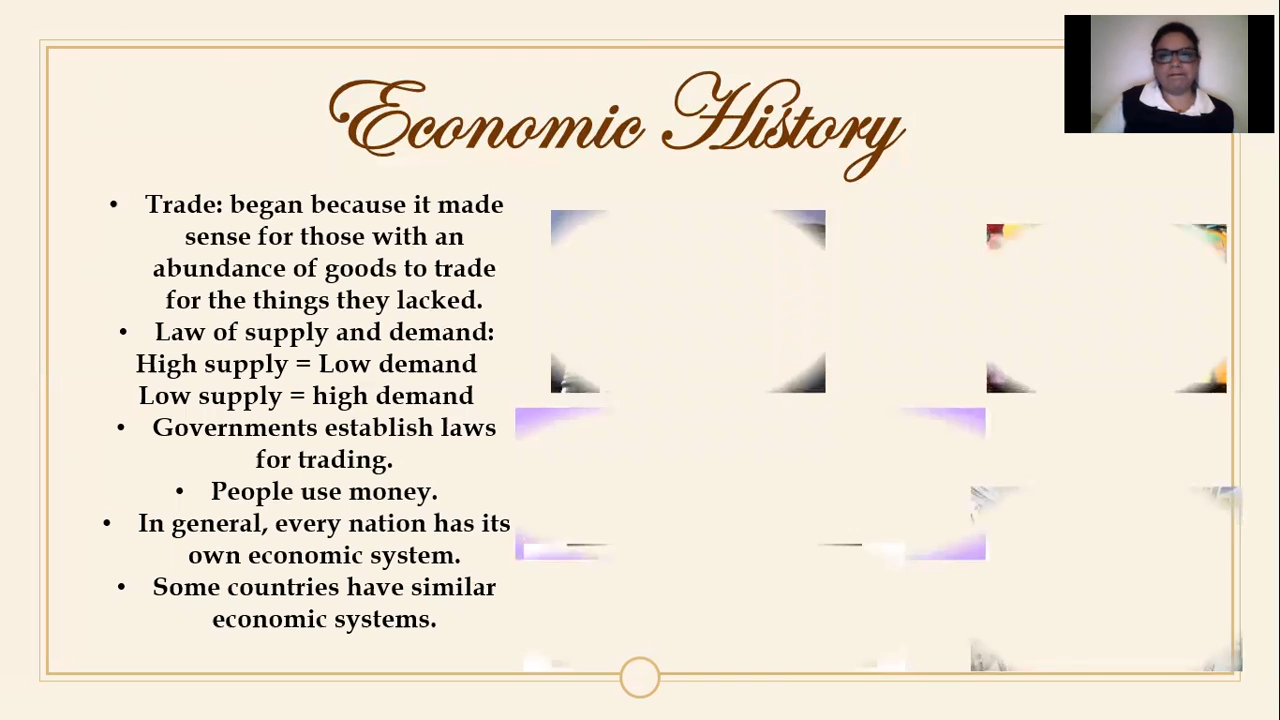 Economic History
• Trade: began because it made
sense for those with an
abundance of goods to trade
for the things they lacked.
• Law of supply and demand:
High supply = Low demand
Low supply = high demand
• Governments establish laws
for trading.
• People use money.
• In general, every nation has its
own economic system.
• Some countries have similar
economic systems.